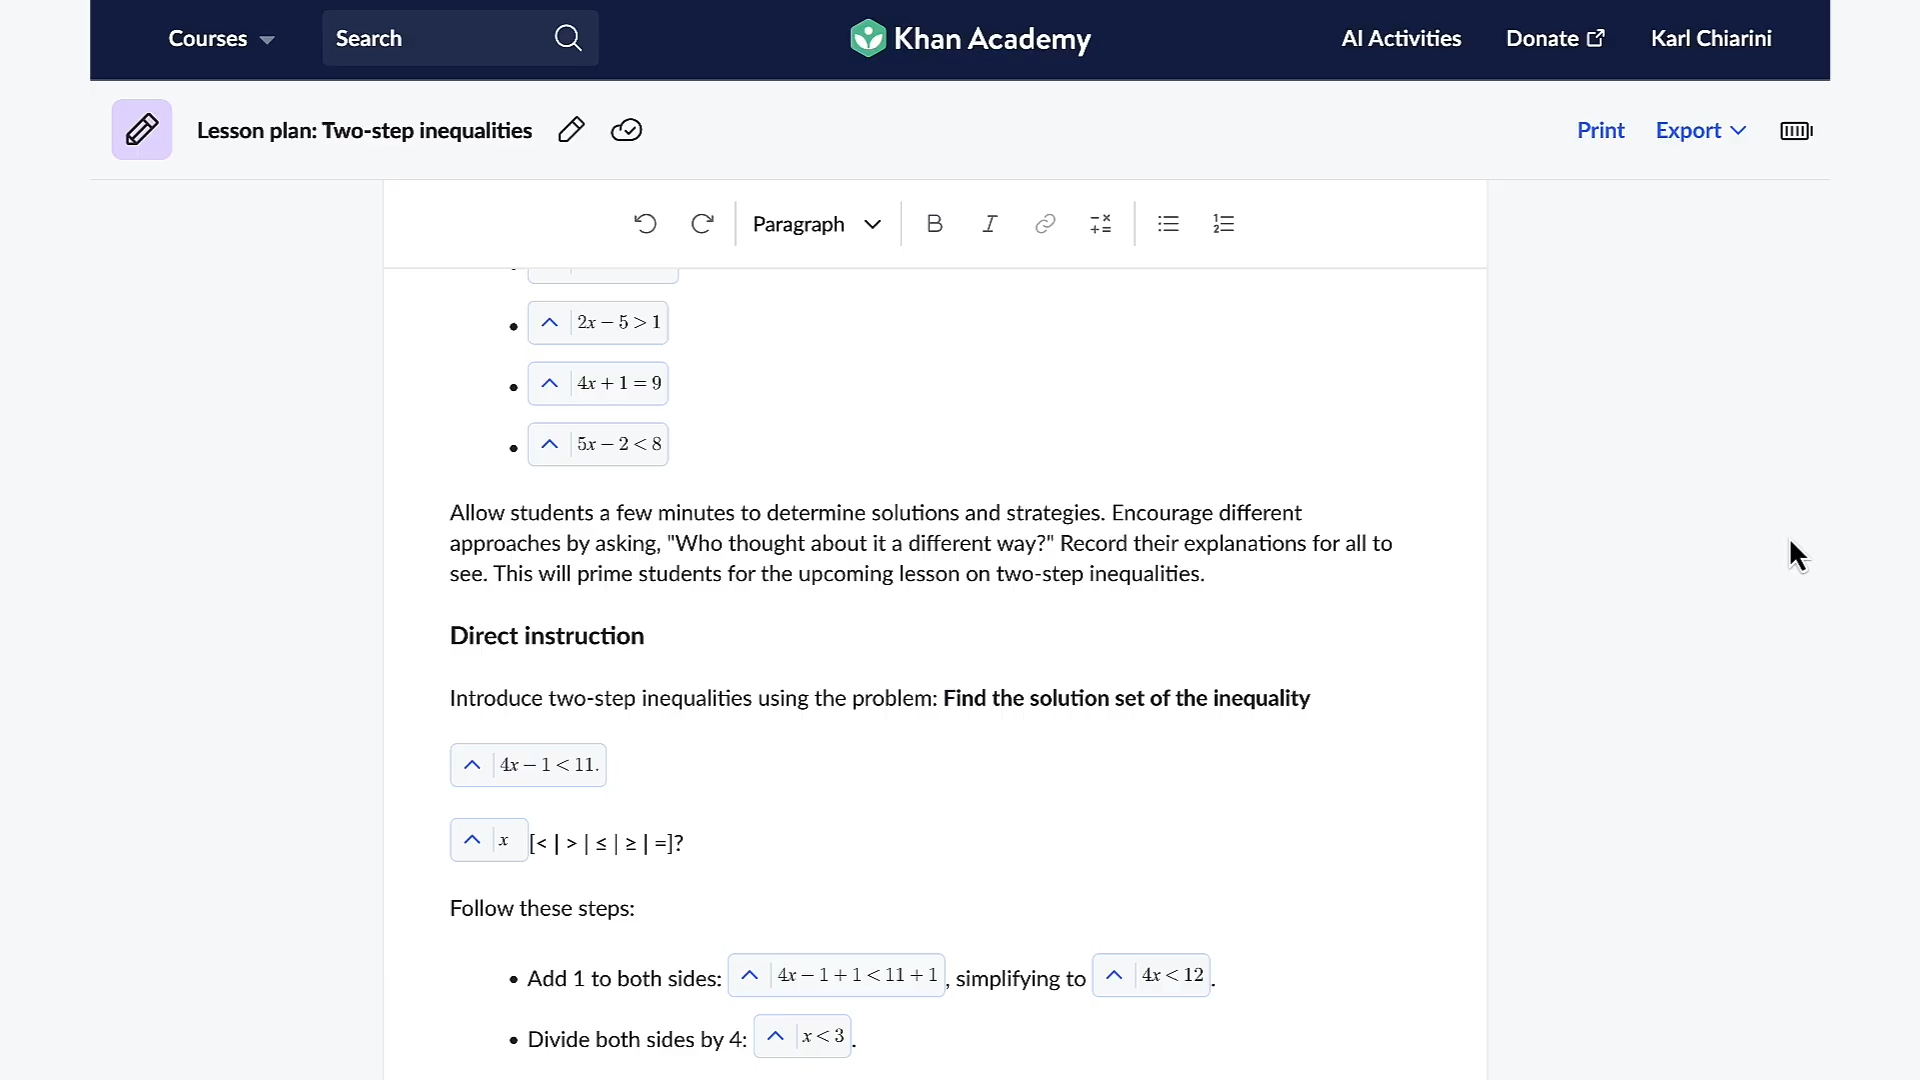 Courses
Search
Khan Academy
AI Activities
Donate
Karl Chiarini
Lesson plan: Two-step inequalities
Print
Export
Paragraph
B
I
• 2x − 5 > 1
• 4x + 1 = 9
• 5x − 2 < 8
Allow students a few minutes to determine solutions and strategies. Encourage different
approaches by asking, "Who thought about it a different way?" Record their explanations for all to
see. This will prime students for the upcoming lesson on two-step inequalities.
Direct instruction
Introduce two-step inequalities using the problem: Find the solution set of the inequality
4x − 1 < 11.
x [< | > | ≤ | ≥ | =]?
Follow these steps:
• Add 1 to both sides: 4x − 1 + 1 < 11 + 1, simplifying to 4x < 12.
• Divide both sides by 4: x < 3.